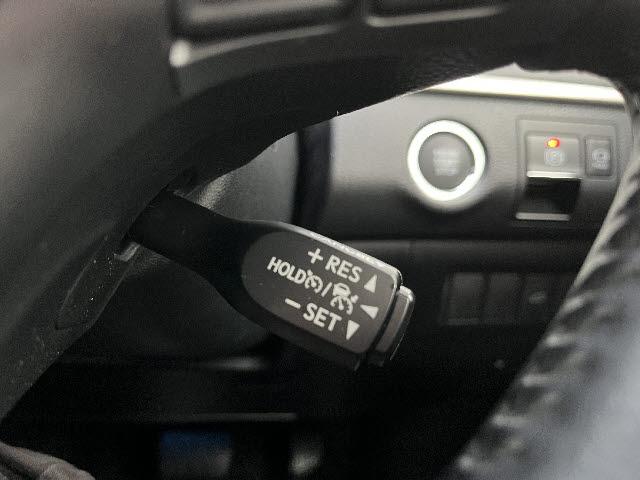 + RES
HOLD /
- SET